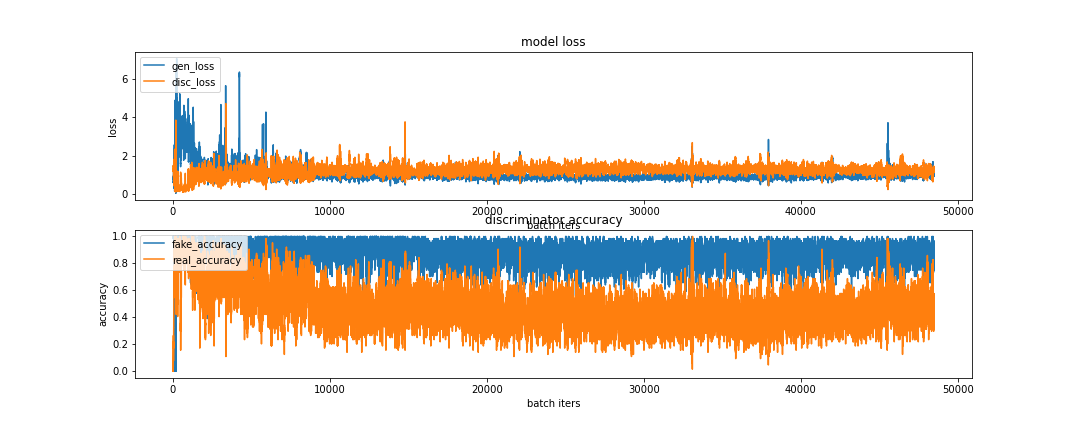 model loss
gen_loss
disc_loss
loss
6
4
2
0
0 10000 20000 30000 40000 50000
batch iters
discriminator accuracy
fake_accuracy
real_accuracy
accuracy
1.0
0.8
0.6
0.4
0.2
0.0
0 10000 20000 30000 40000 50000
batch iters